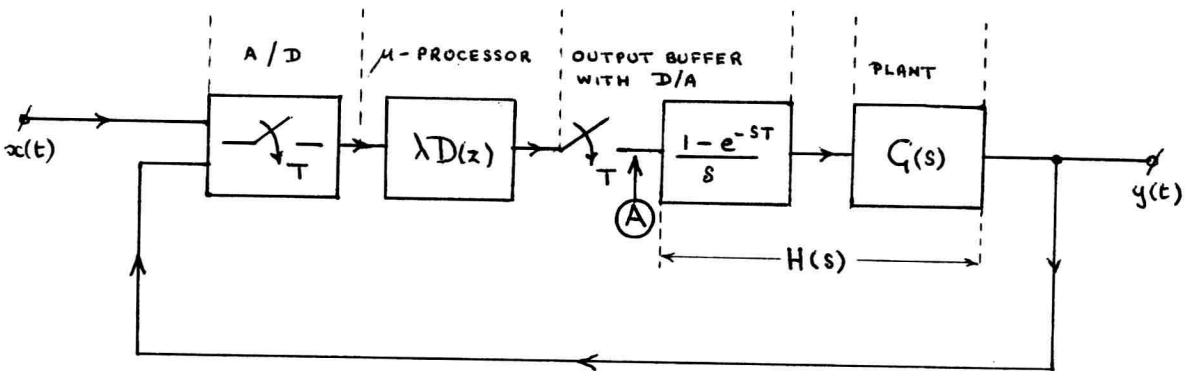 A/D
μ-PROCESSOR
OUTPUT BUFFER
WITH D/A
PLANT
x(t)
T
λD(z)
T
A
1 - e^-ST
S
G(s)
y(t)
H(s)